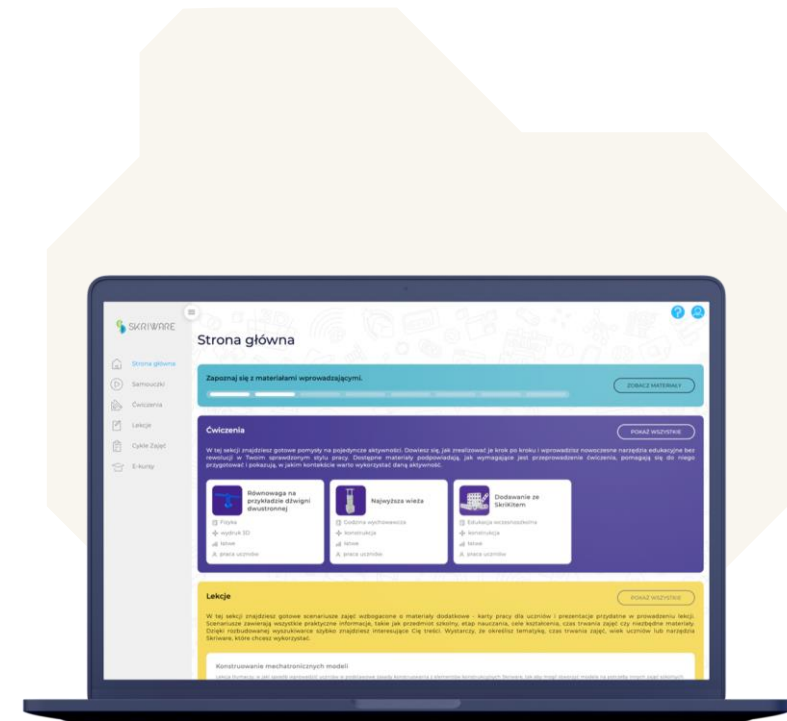 SKRIWARE
Strona główna
Samouczki
Ćwiczenia
Lekcje
Cykle Zajęć
E-kursy
?
Strona główna
Zapoznaj się z materiałami wprowadzającymi.
ZOBACZ MATERIAŁY
Ćwiczenia
POKAŻ WSZYSTKIE
W tej sekcji znajdziesz gotowe pomysły na pojedyncze aktywności. Dowiesz się, jak zrealizować je krok po kroku i wprowadzisz nowoczesne narzędzia edukacyjne bez
rewolucji w Twoim sprawdzonym stylu pracy. Dostępne materiały podpowiadają, jak wymagające jest przeprowadzenie ćwiczenia, pomagają się do niego
przygotować i pokazują, w jakim kontekście warto wykorzystać daną aktywność.
Równowaga na
przykładzie dźwigni
dwustronnej
Fizyka
wydruk 3D
łatwe
praca uczniów
Najwyższa wieża
Godzina wychowawcza
konstrukcja
łatwe
praca uczniów
Dodawanie ze
SkriKitem
Edukacja wczesnoszkolna
konstrukcja
łatwe
praca uczniów
Lekcje
POKAŻ WSZYSTKIE
W tej sekcji znajdziesz gotowe scenariusze zajęć wzbogacone o materiały dodatkowe - karty pracy dla uczniów i prezentacje przydatne w prowadzeniu lekcji.
Scenariusze zawierają wszystkie praktyczne informacje, takie jak przedmiot szkolny, etap nauczania, cele kształcenia, czas trwania zajęć czy niezbędne materiały.
Dzięki rozbudowanej wyszukiwarce szybko znajdziesz interesujące Cię treści. Wystarczy, że określisz tematykę, czas trwania zajęć, wiek uczniów lub narzędzia
Skriware, które chcesz wykorzystać.
Konstruowanie mechatronicznych modeli